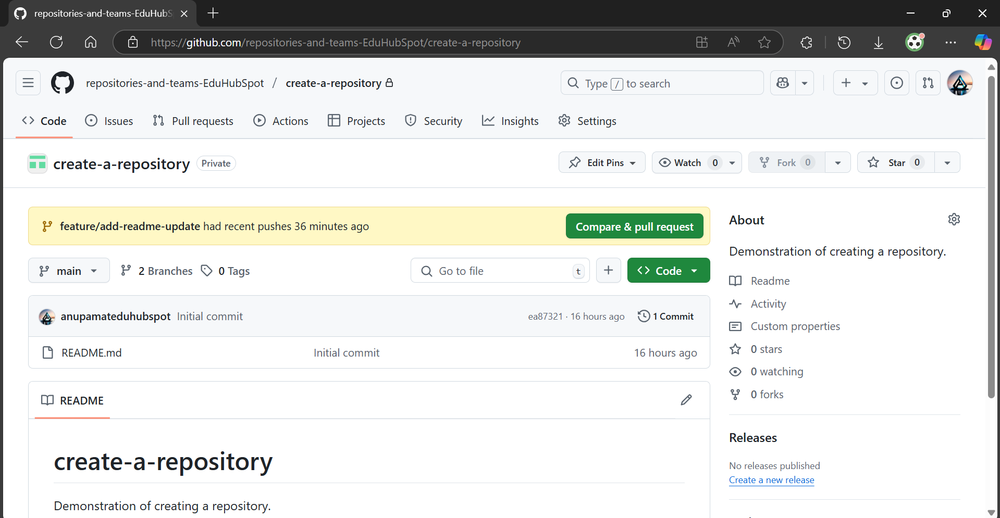 repositories-and-teams-EduHubS
https://github.com/repositories-and-teams-EduHubSpot/create-a-repository
repositories-and-teams-EduHubSpot / create-a-repository
Type / to search
Code Issues Pull requests Actions Projects Security Insights Settings
create-a-repository Private
Edit Pins Watch 0 Fork 0 Star 0
feature/add-readme-update had recent pushes 36 minutes ago
Compare & pull request
main 2 Branches 0 Tags
Go to file t
Code
anupamateduhubspot Initial commit
ea87321 · 16 hours ago 1 Commit
README.md Initial commit 16 hours ago
README
create-a-repository
Demonstration of creating a repository.
About
Demonstration of creating a repository.
Readme
Activity
Custom properties
0 stars
0 watching
0 forks
Releases
No releases published
Create a new release